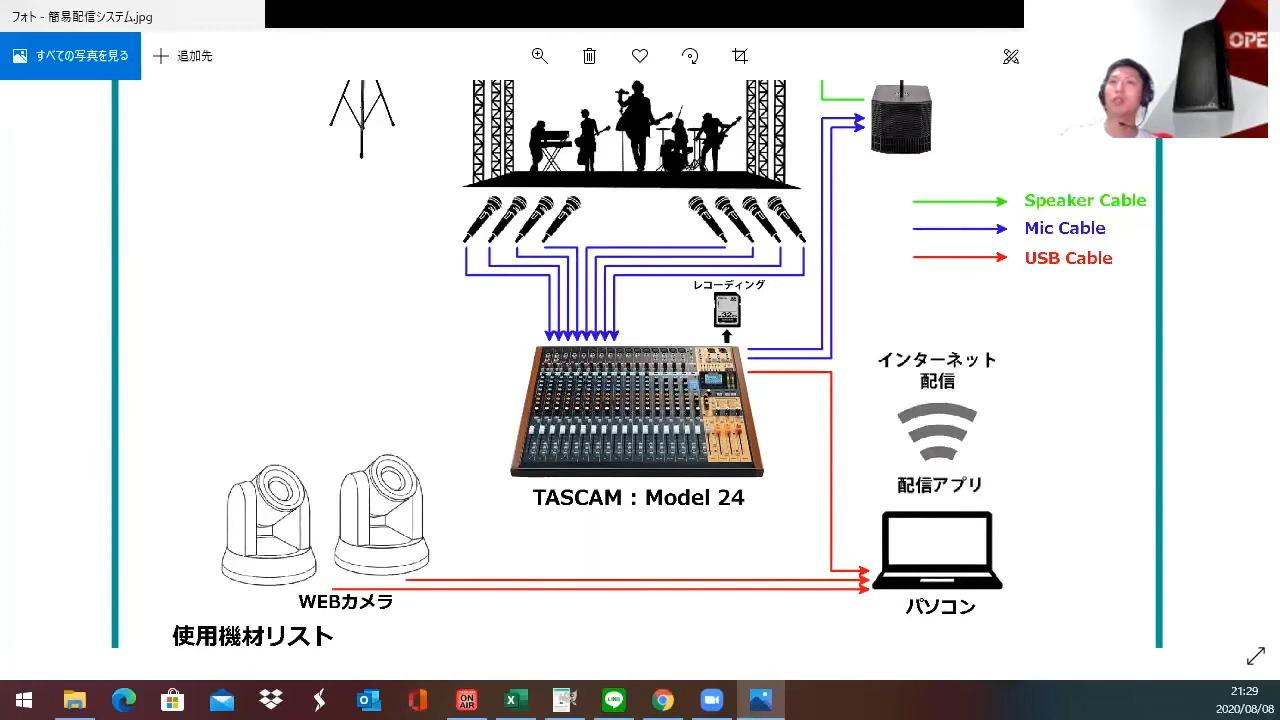 フォト - 簡易配信システム.jpg
すべての写真を見る
追加先
OPE
Speaker Cable
Mic Cable
USB Cable
レコーディング
32
インターネット
配信
配信アプリ
TASCAM : Model 24
WEBカメラ
パソコン
使用機材リスト
ON
AIR
LINE
21:29
2020/08/08